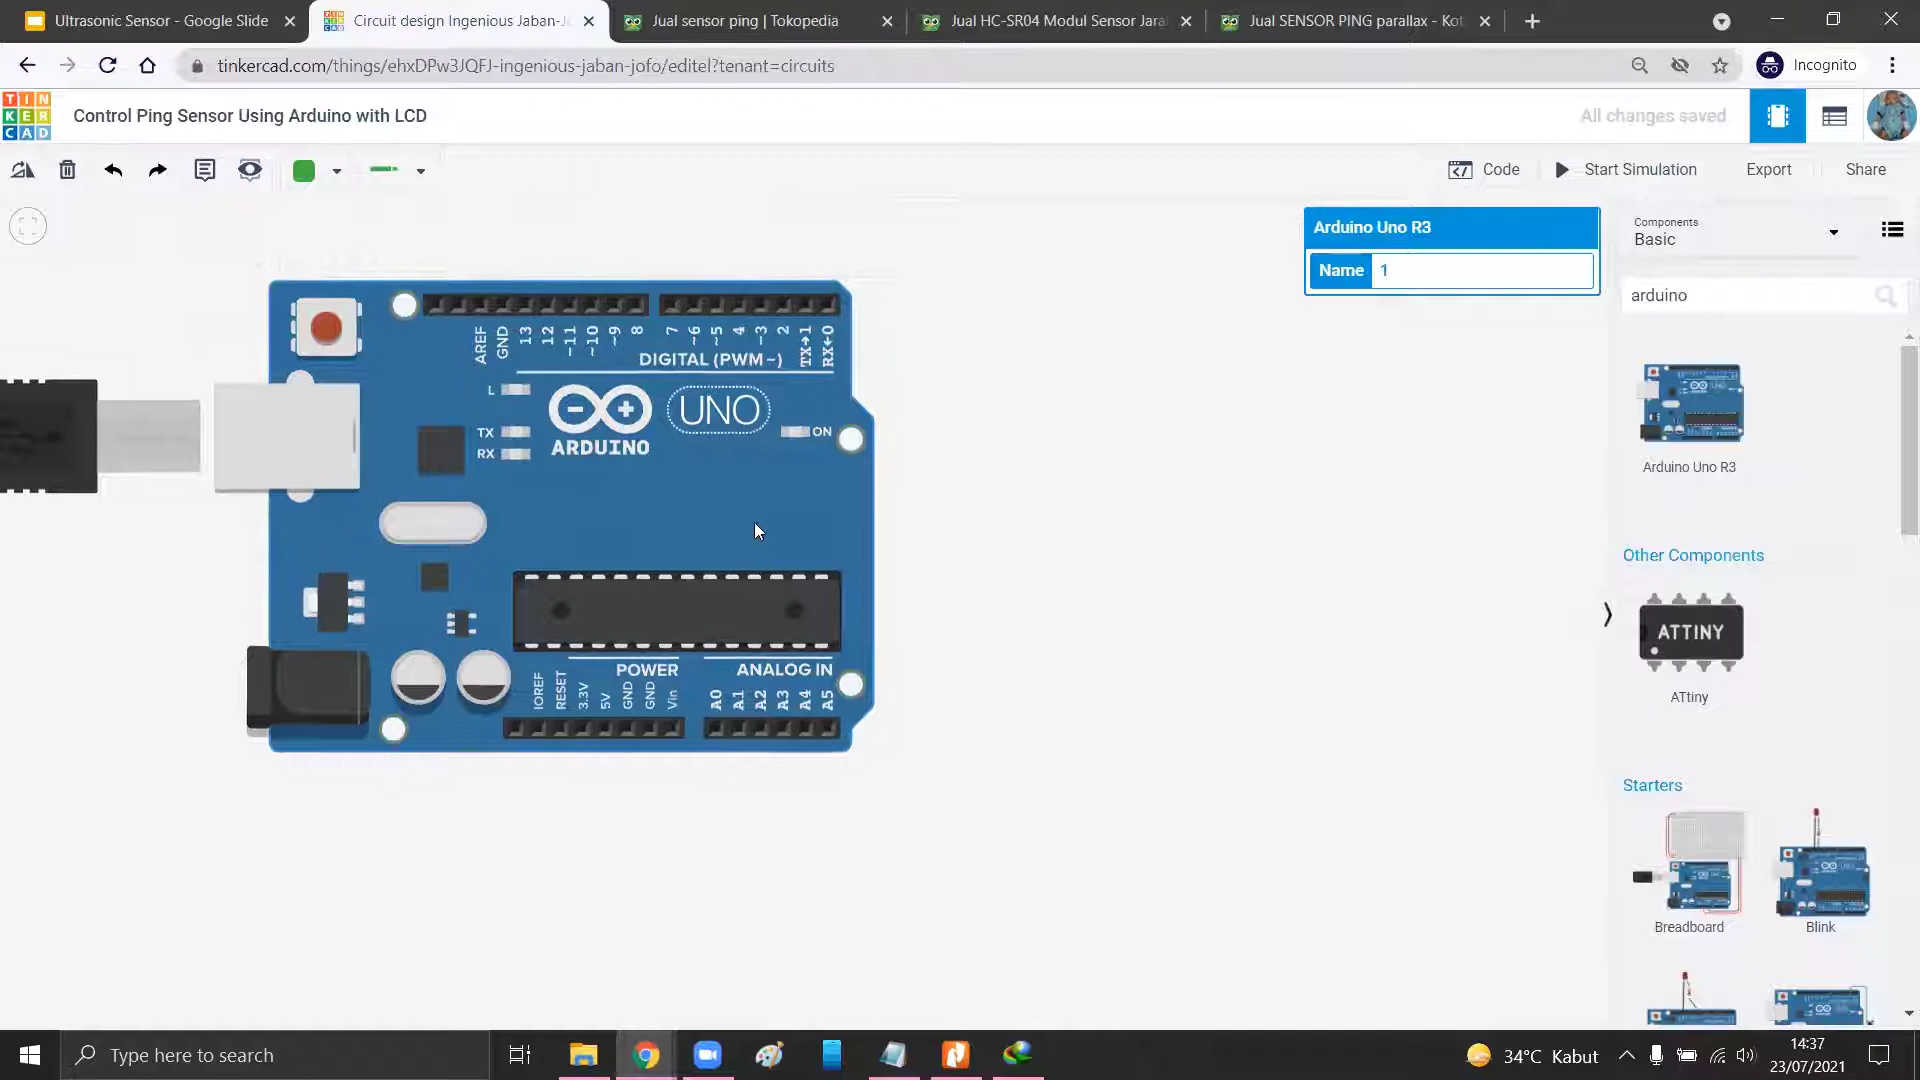 Ultrasonic Sensor - Google Slide
Circuit design Ingenious Jaban-J
Jual sensor ping | Tokopedia
Jual HC-SR04 Modul Sensor Jara
Jual SENSOR PING parallax - Kot
tinkercad.com/things/ehxDPw3JQFJ-ingenious-jaban-jofo/editel?tenant=circuits
Incognito
TIN
KER
CAD
Control Ping Sensor Using Arduino with LCD
All changes saved
Code
Start Simulation
Export
Share
Arduino Uno R3
Name 1
Components
Basic
arduino
AREF GND 13 12 ~11 ~10 ~9 8 7 ~6 ~5 4 ~3 2 TX→1 RX←0
DIGITAL (PWM~)
L
TX
RX
ARDUINO
UNO
ON
POWER
ANALOG IN
IOREF RESET 3.3V 5V GND GND Vin A0 A1 A2 A3 A4 A5
Arduino Uno R3
Other Components
ATTINY
ATtiny
Starters
Breadboard
Blink
Type here to search
34°C Kabut
14:37
23/07/2021